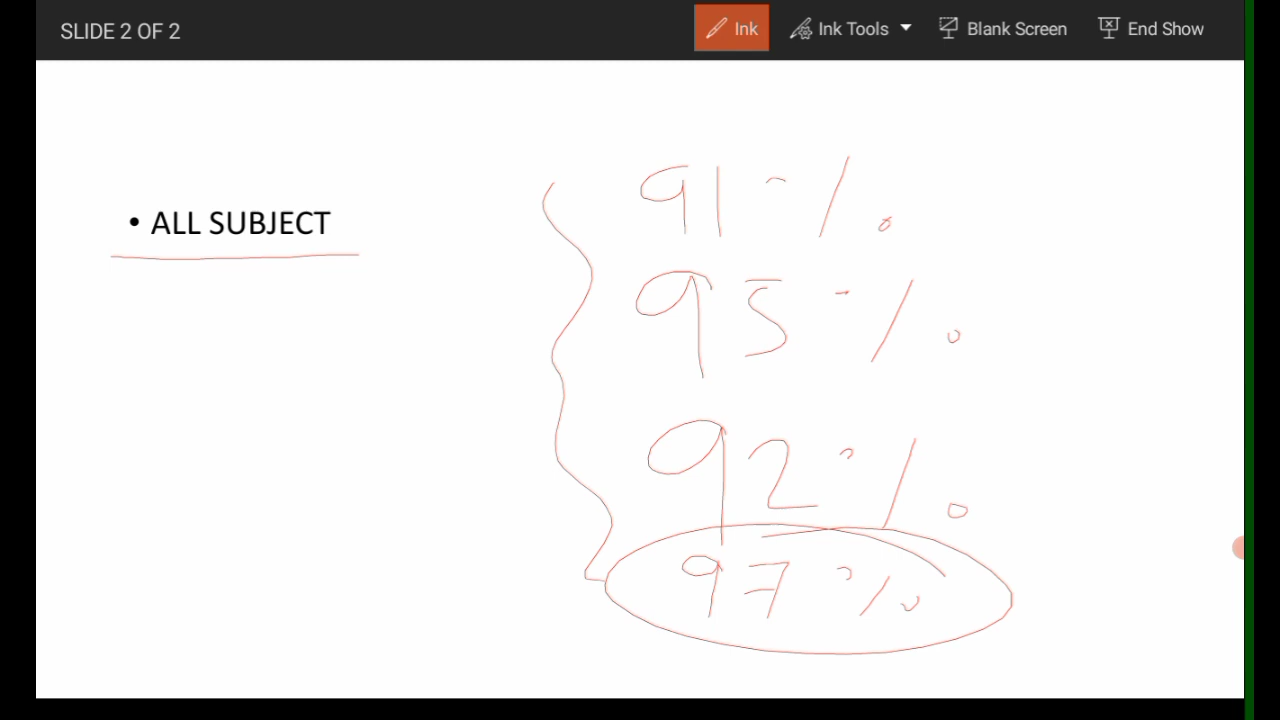 SLIDE 2 OF 2 Ink Ink Tools Blank Screen End Show
• ALL SUBJECT
91%
95%
92%
97%